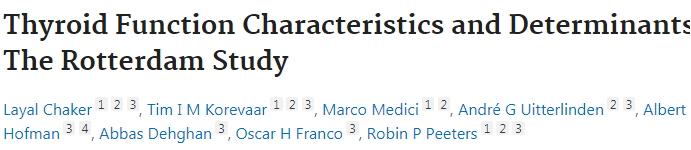 Thyroid Function Characteristics and Determinants
The Rotterdam Study
Layal Chaker 1 2 3, Tim I M Korevaar 1 2 3, Marco Medici 1 2, André G Uitterlinden 2 3, Albert
Hofman 3 4, Abbas Dehghan 3, Oscar H Franco 3, Robin P Peeters 1 2 3